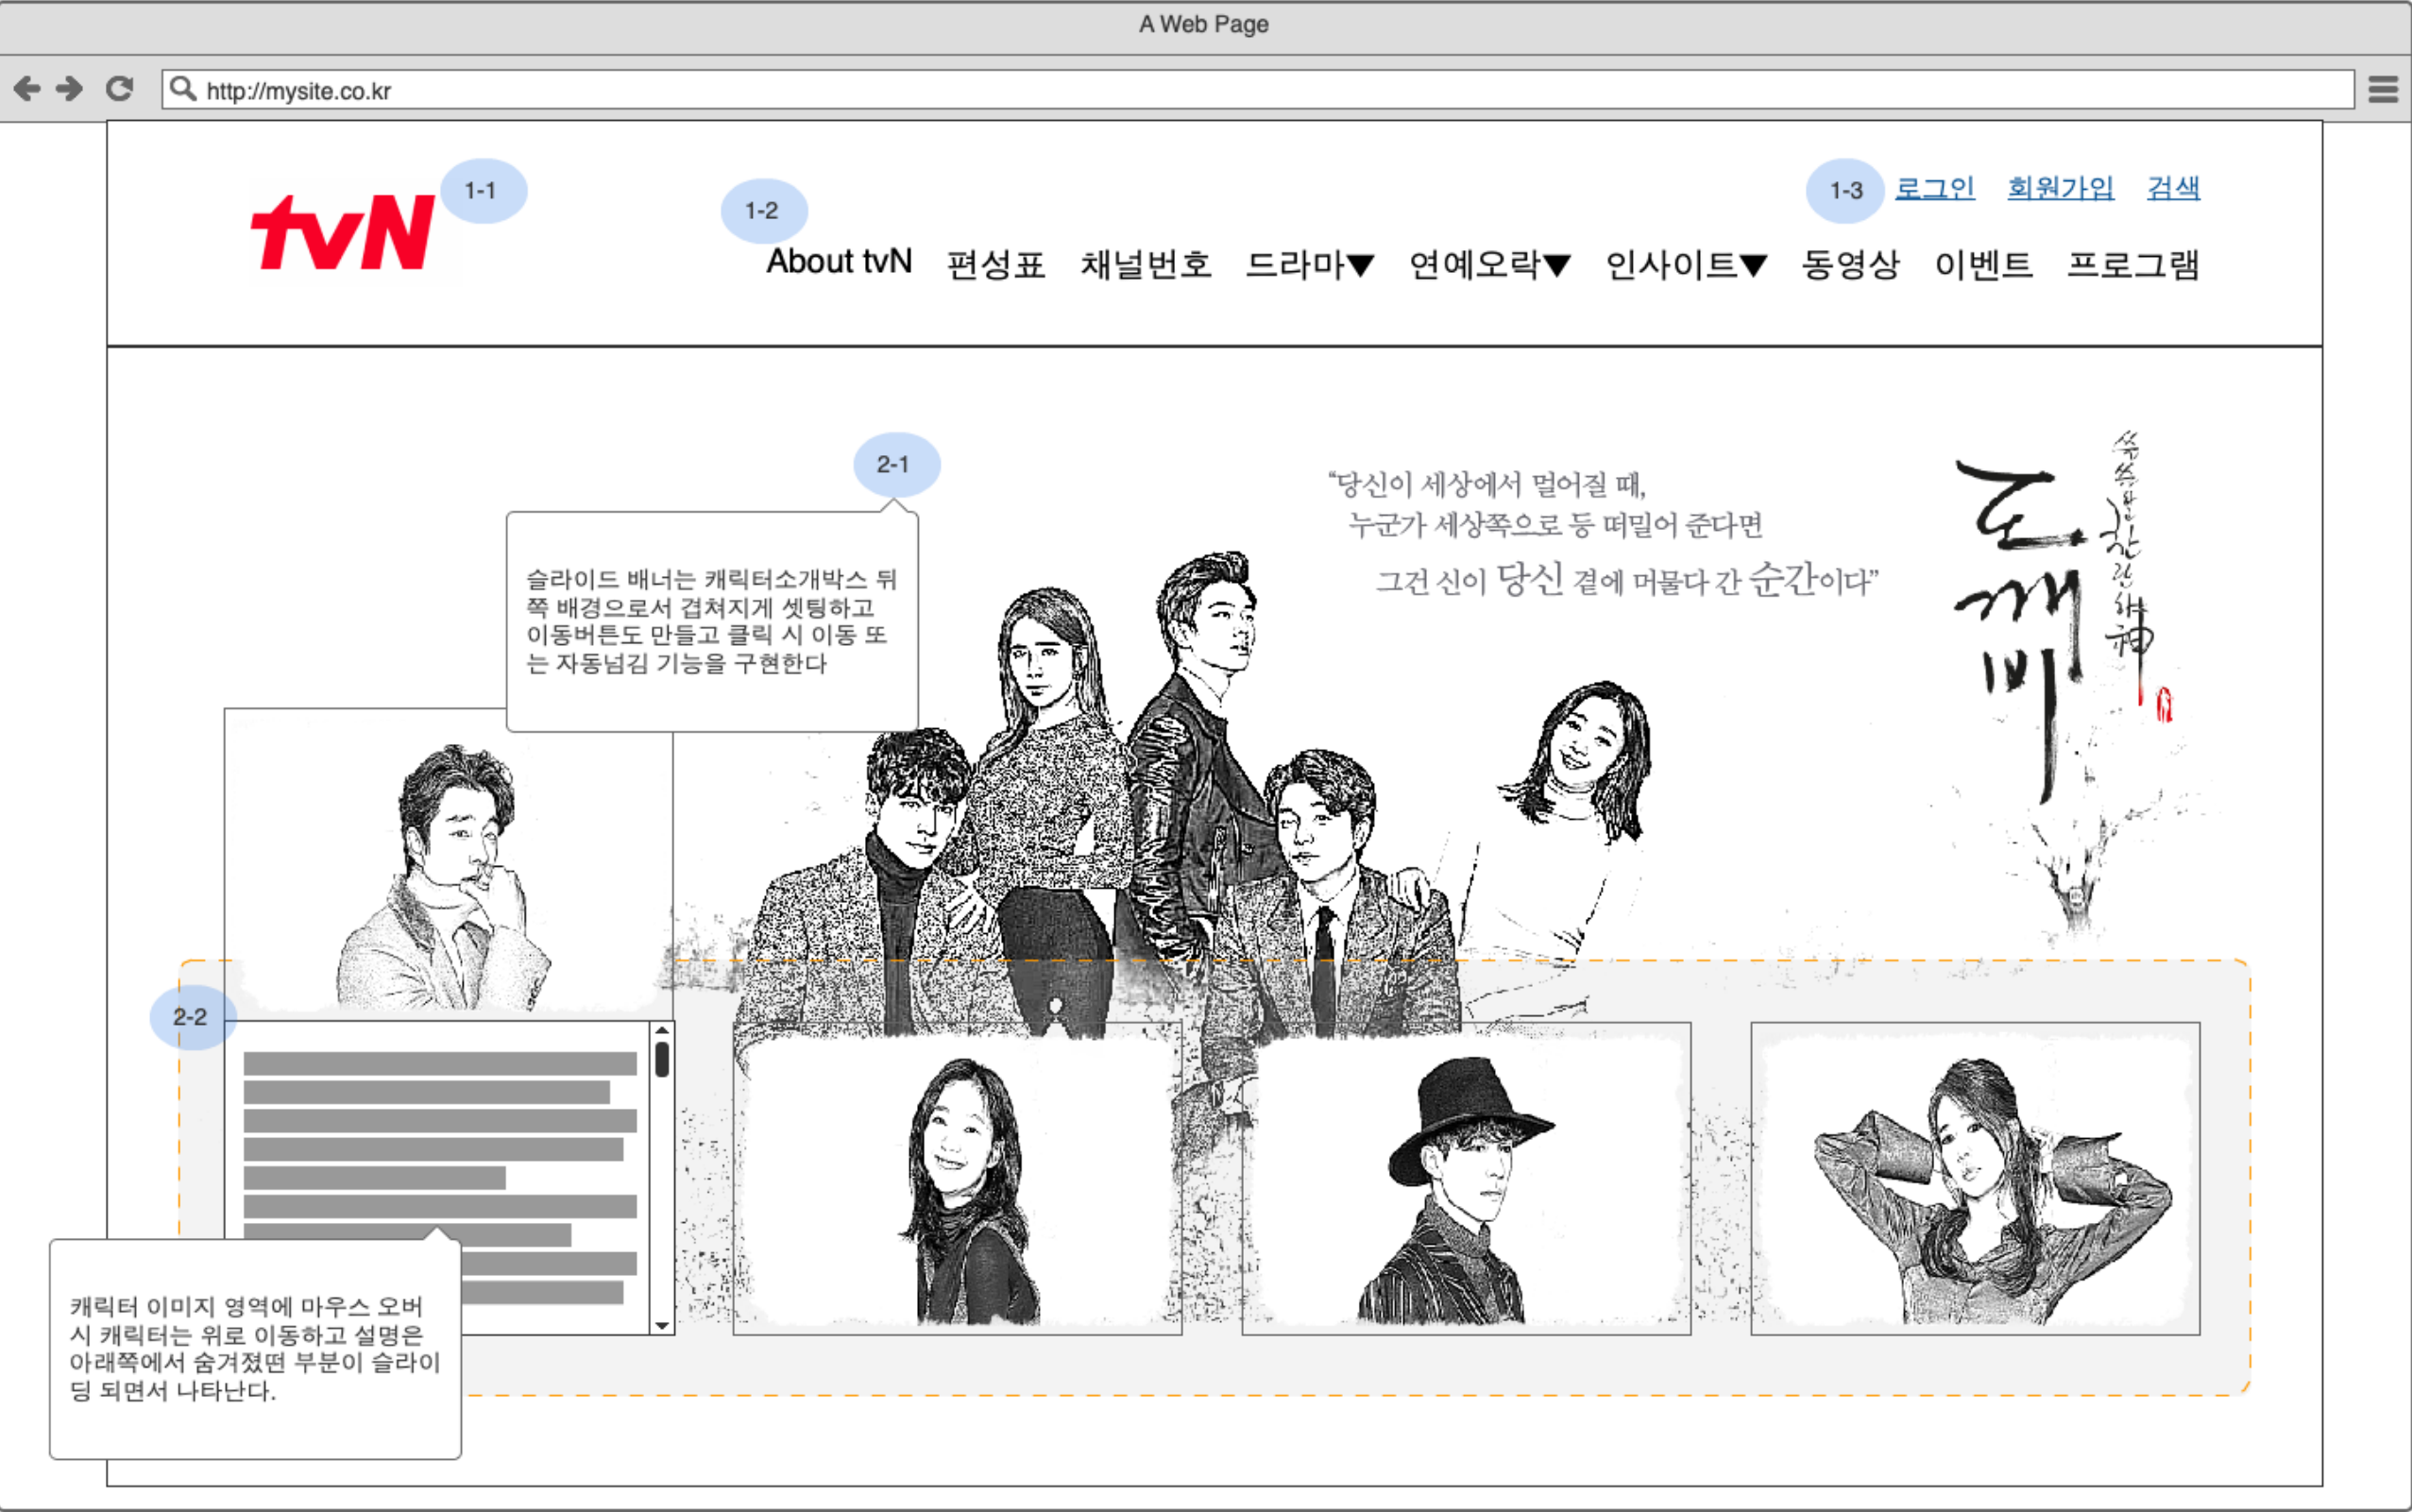 A Web Page
http://mysite.co.kr
tvN
1-1
1-2
1-3
로그인 회원가입 검색
About tvN 편성표 채널번호 드라마▼ 연예오락▼ 인사이트▼ 동영상 이벤트 프로그램
2-1
슬라이드 배너는 캐릭터소개박스 뒤
쪽 배경으로서 겹쳐지게 셋팅하고
이동버튼도 만들고 클릭 시 이동 또
는 자동넘김 기능을 구현한다
“당신이 세상에서 멀어질 때,
누군가 세상쪽으로 등 떠밀어 준다면
그건 신이 당신 곁에 머물다 간 순간이다”
도깨비
쓸쓸하고 찬란하神
2-2
캐릭터 이미지 영역에 마우스 오버
시 캐릭터는 위로 이동하고 설명은
아래쪽에서 숨겨졌떤 부분이 슬라이
딩 되면서 나타난다.